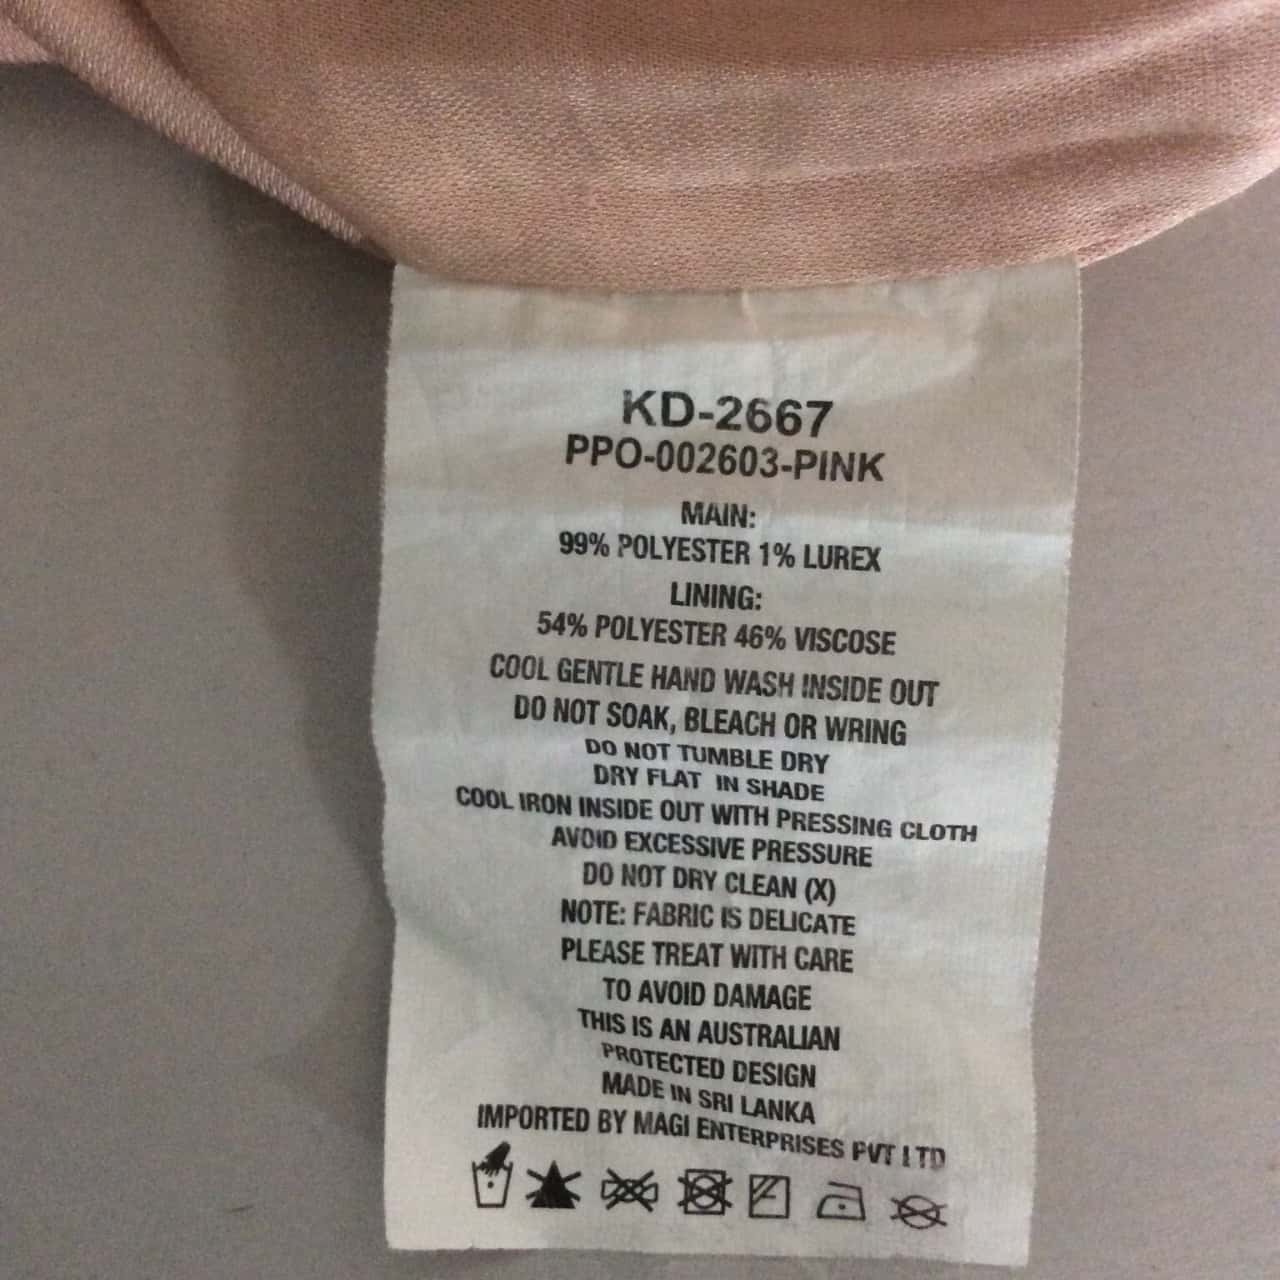 KD-2667
PPO-002603-PINK
MAIN:
99% POLYESTER 1% LUREX
LINING:
54% POLYESTER 46% VISCOSE
COOL GENTLE HAND WASH INSIDE OUT
DO NOT SOAK, BLEACH OR WRING
DO NOT TUMBLE DRY
DRY FLAT IN SHADE
COOL IRON INSIDE OUT WITH PRESSING CLOTH
AVOID EXCESSIVE PRESSURE
DO NOT DRY CLEAN (X)
NOTE: FABRIC IS DELICATE
PLEASE TREAT WITH CARE
TO AVOID DAMAGE
THIS IS AN AUSTRALIAN
PROTECTED DESIGN
MADE IN SRI LANKA
IMPORTED BY MAGI ENTERPRISES PVT LTD